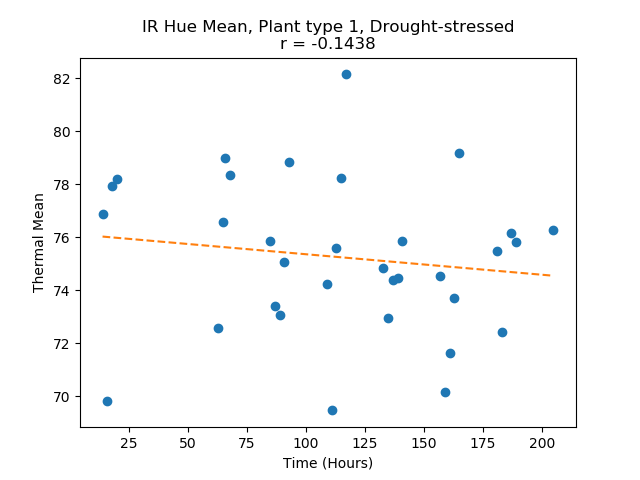 IR Hue Mean, Plant type 1, Drought-stressed
r = -0.1438
82
80
78
76
74
72
70
Thermal Mean
25 50 75 100 125 150 175 200
Time (Hours)